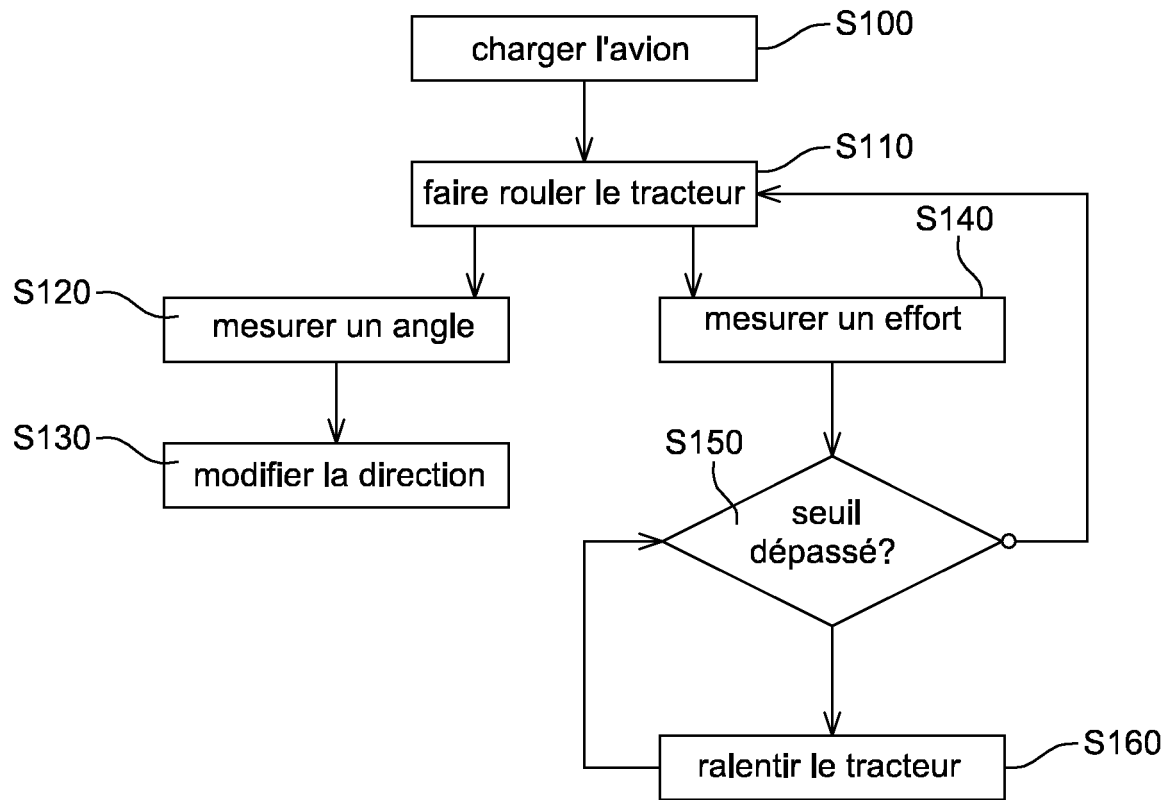 charger l'avion
S100
faire rouler le tracteur
S110
S120
mesurer un angle
S140
mesurer un effort
S130
modifier la direction
S150
seuil
dépassé?
ralentir le tracteur
S160